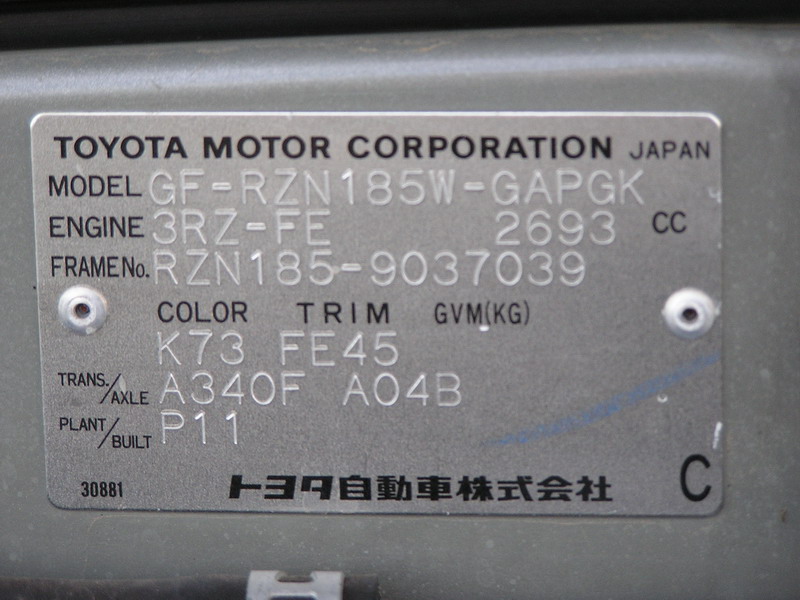 TOYOTA MOTOR CORPORATION JAPAN
MODEL GF-RZN185W-GAPGK
ENGINE 3RZ-FE 2693 CC
FRAME No. RZN185-9037039
COLOR TRIM GVM(KG)
K73 FE45
TRANS./AXLE A340F A04B
PLANT/BUILT P11
30881 トヨタ自動車株式会社 C